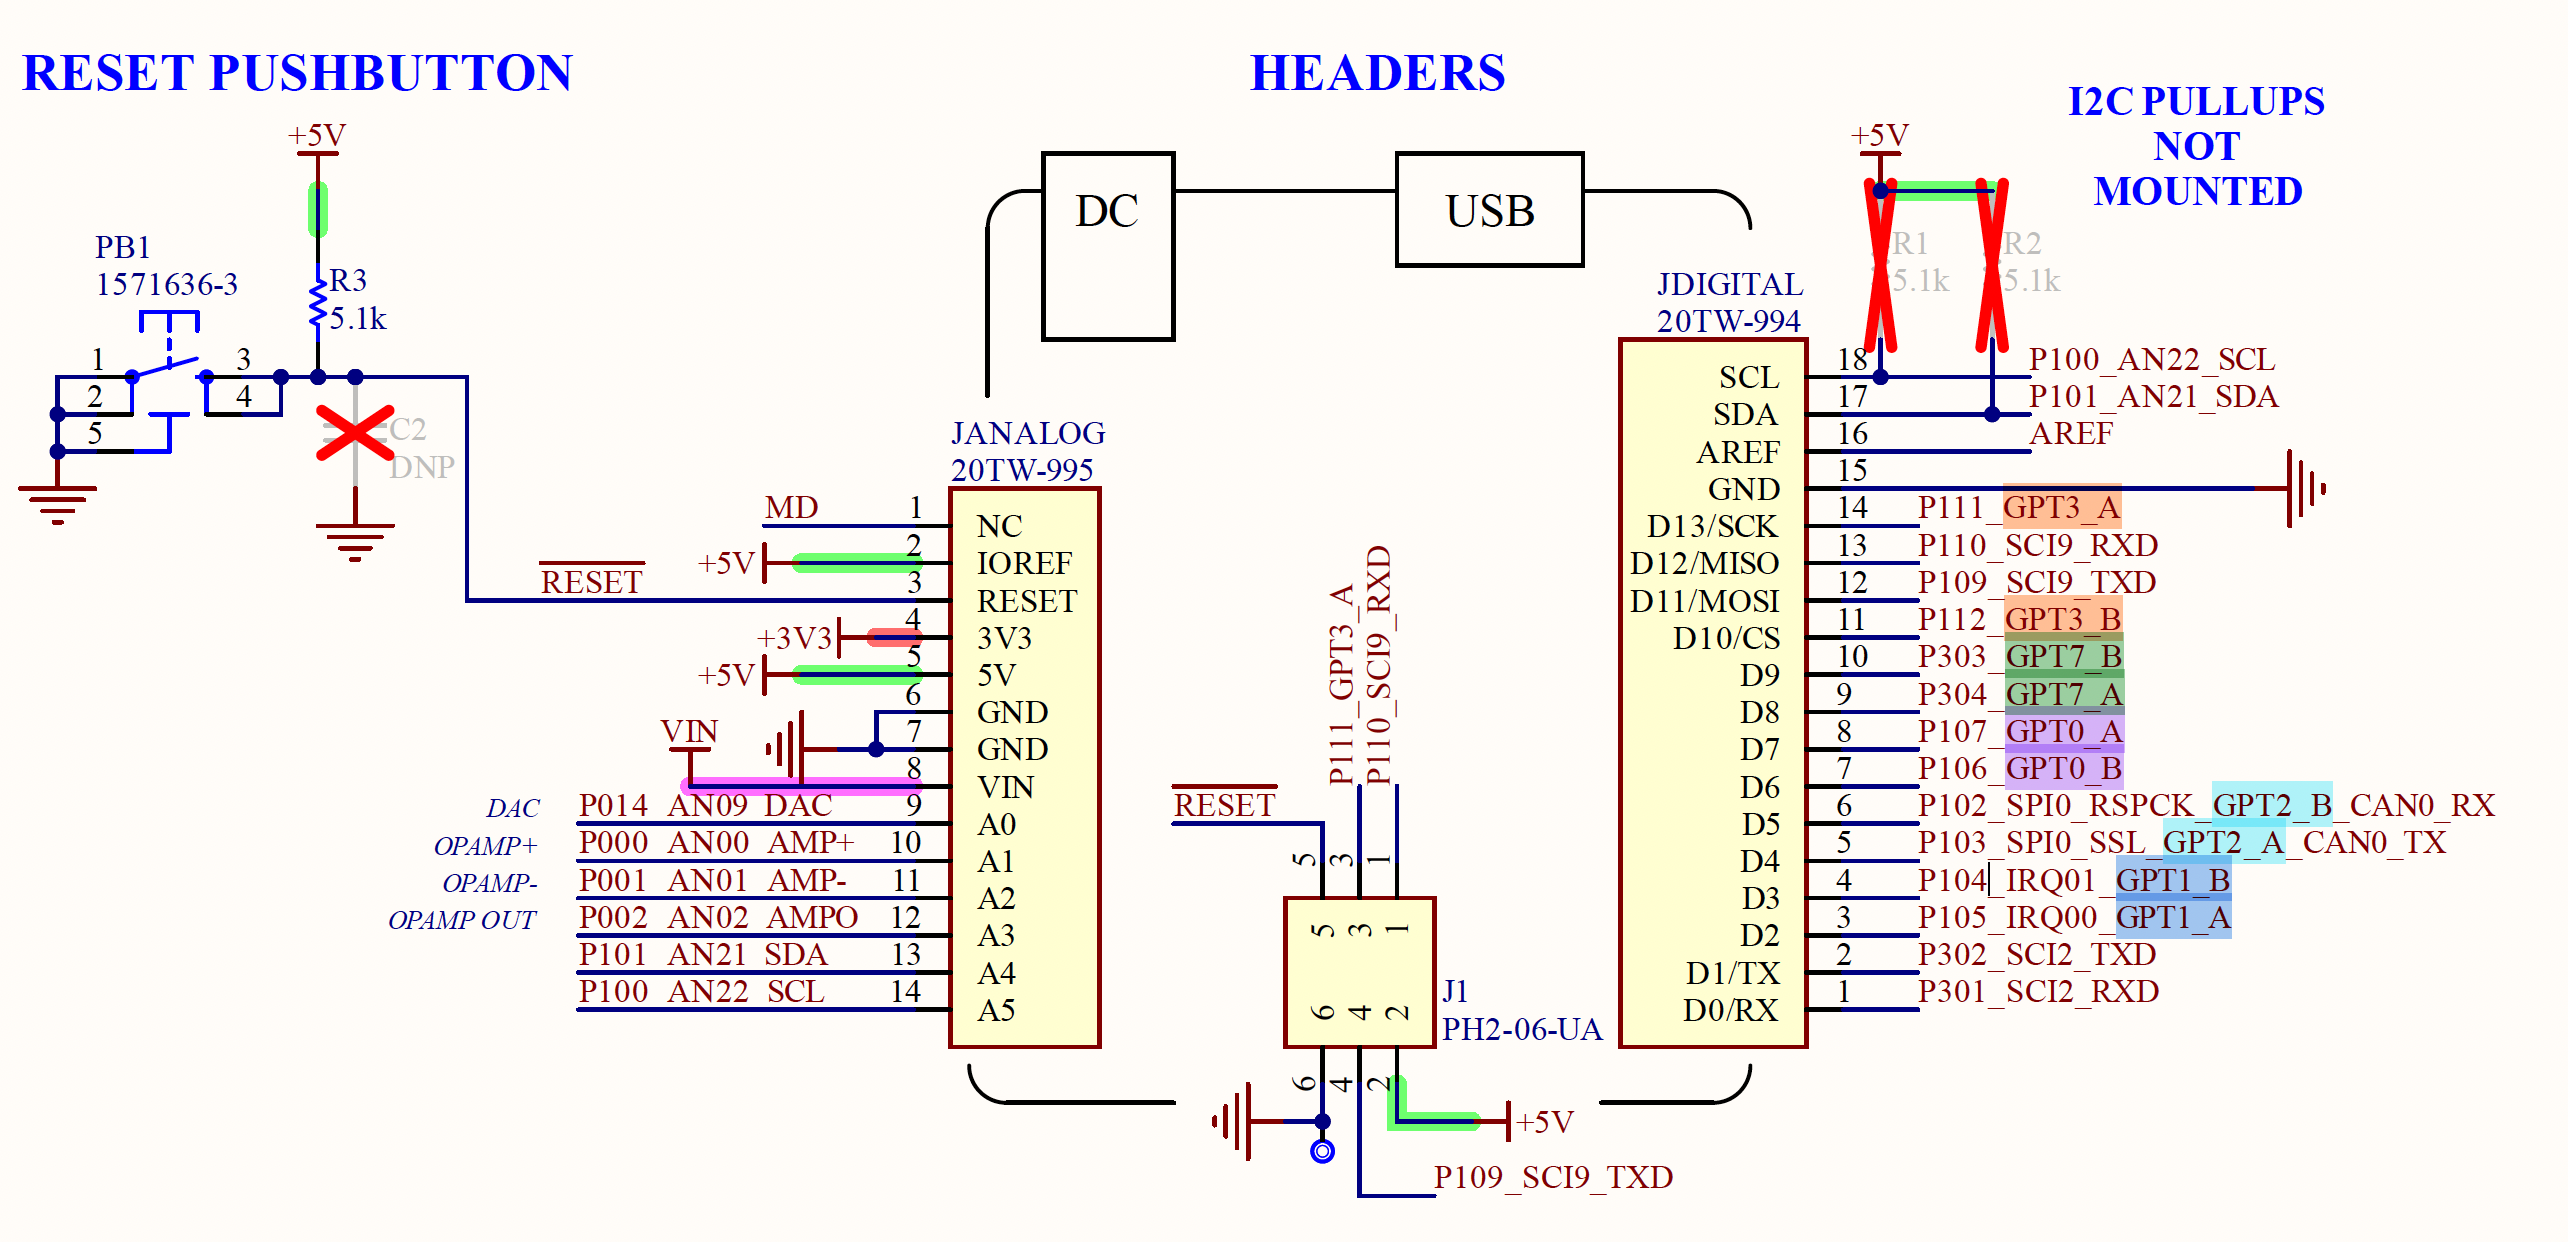 RESET PUSHBUTTON
+5V
PB1
1571636-3
R3
5.1k
1
2
5
3
4
C2
DNP
RESET
HEADERS
DC
USB
JANALOG
20TW-995
MD 1 NC
+5V 2 IOREF
3 RESET
+3V3 4 3V3
+5V 5 5V
6 GND
7 GND
VIN 8 VIN
DAC P014_AN09_DAC 9 A0
OPAMP+ P000_AN00_AMP+ 10 A1
OPAMP- P001_AN01_AMP- 11 A2
OPAMP OUT P002_AN02_AMPO 12 A3
P101_AN21_SDA 13 A4
P100_AN22_SCL 14 A5
RESET
P111_GPT3_A
P110_SCI9_RXD
5 3 1
5 3 1
6 4 2
6 4 2
J1
PH2-06-UA
+5V
P109_SCI9_TXD
I2C PULLUPS
NOT
MOUNTED
+5V
R1
5.1k
R2
5.1k
JDIGITAL
20TW-994
SCL 18 P100_AN22_SCL
SDA 17 P101_AN21_SDA
AREF 16 AREF
GND 15
D13/SCK 14 P111_GPT3_A
D12/MISO 13 P110_SCI9_RXD
D11/MOSI 12 P109_SCI9_TXD
D10/CS 11 P112_GPT3_B
D9 10 P303_GPT7_B
D8 9 P304_GPT7_A
D7 8 P107_GPT0_A
D6 7 P106_GPT0_B
D5 6 P102_SPI0_RSPCK_GPT2_B_CAN0_RX
D4 5 P103_SPI0_SSL_GPT2_A_CAN0_TX
D3 4 P104_IRQ01_GPT1_B
D2 3 P105_IRQ00_GPT1_A
D1/TX 2 P302_SCI2_TXD
D0/RX 1 P301_SCI2_RXD